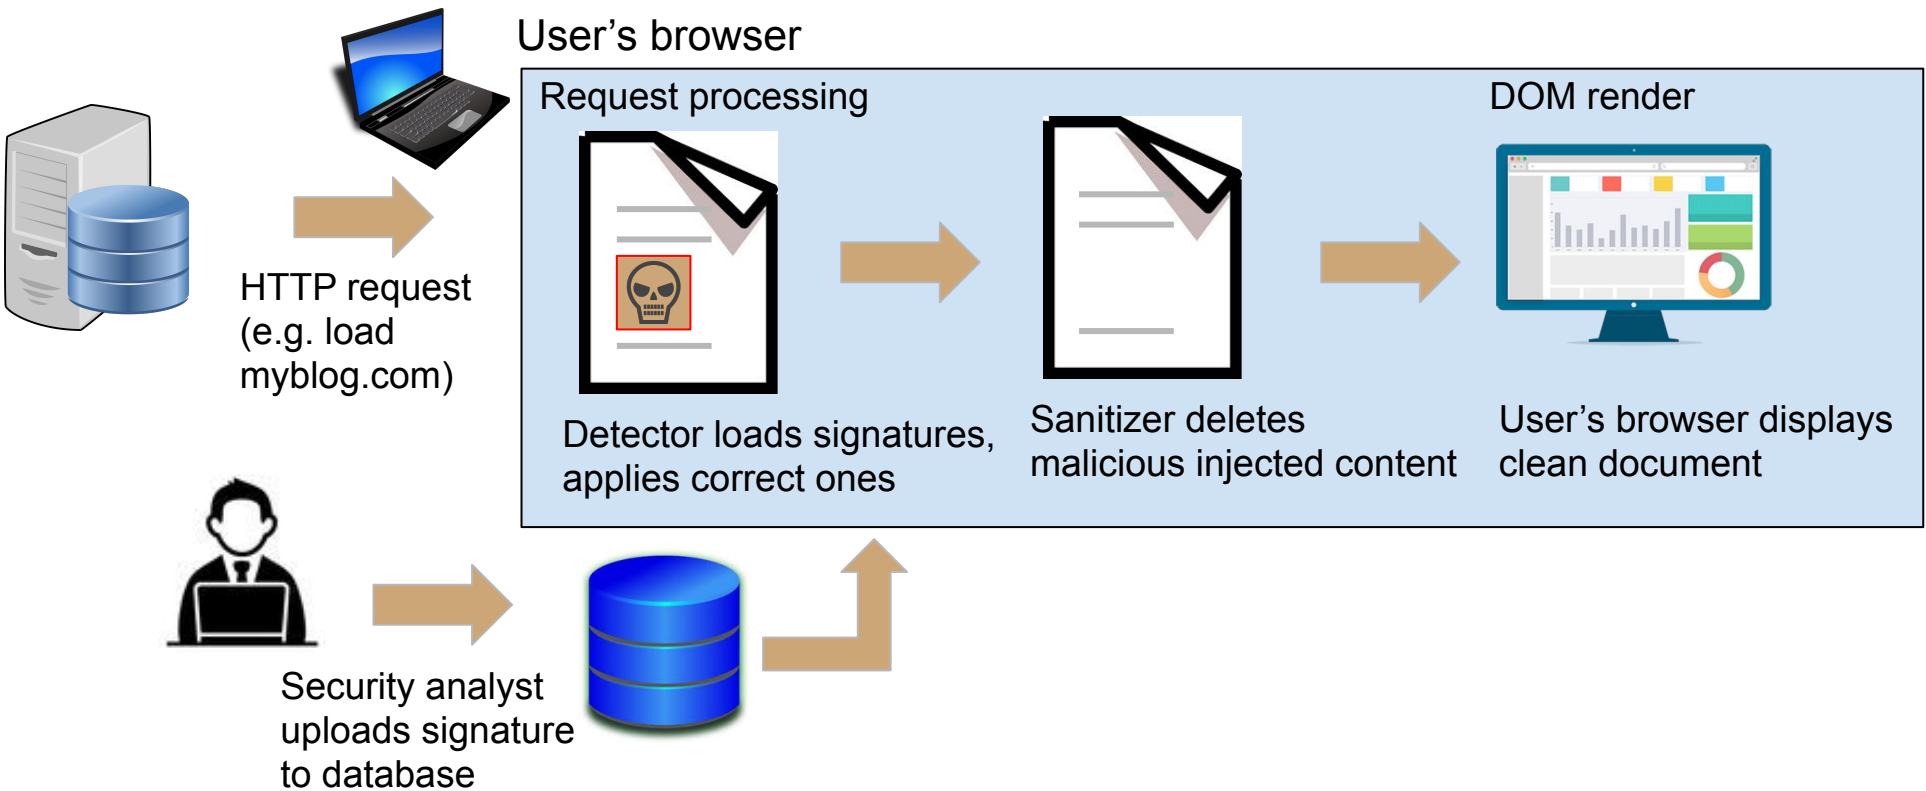 User's browser
Request processing
DOM render
HTTP request
(e.g. load
myblog.com)
Detector loads signatures,
applies correct ones
Sanitizer deletes
malicious injected content
User's browser displays
clean document
Security analyst
uploads signature
to database